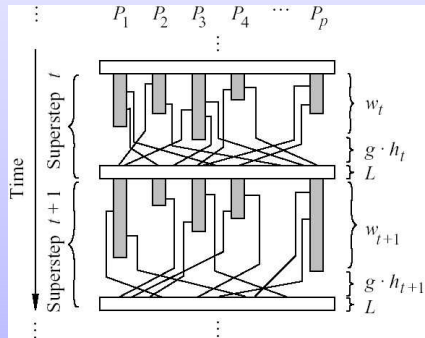 ⋮ P₁ P₂ P₃ P₄ ⋯ Pₚ
⋮
Time
Superstep t
wₜ
g · hₜ
L
Superstep t + 1
wₜ₊₁
g · hₜ₊₁
L
⋮ ⋮